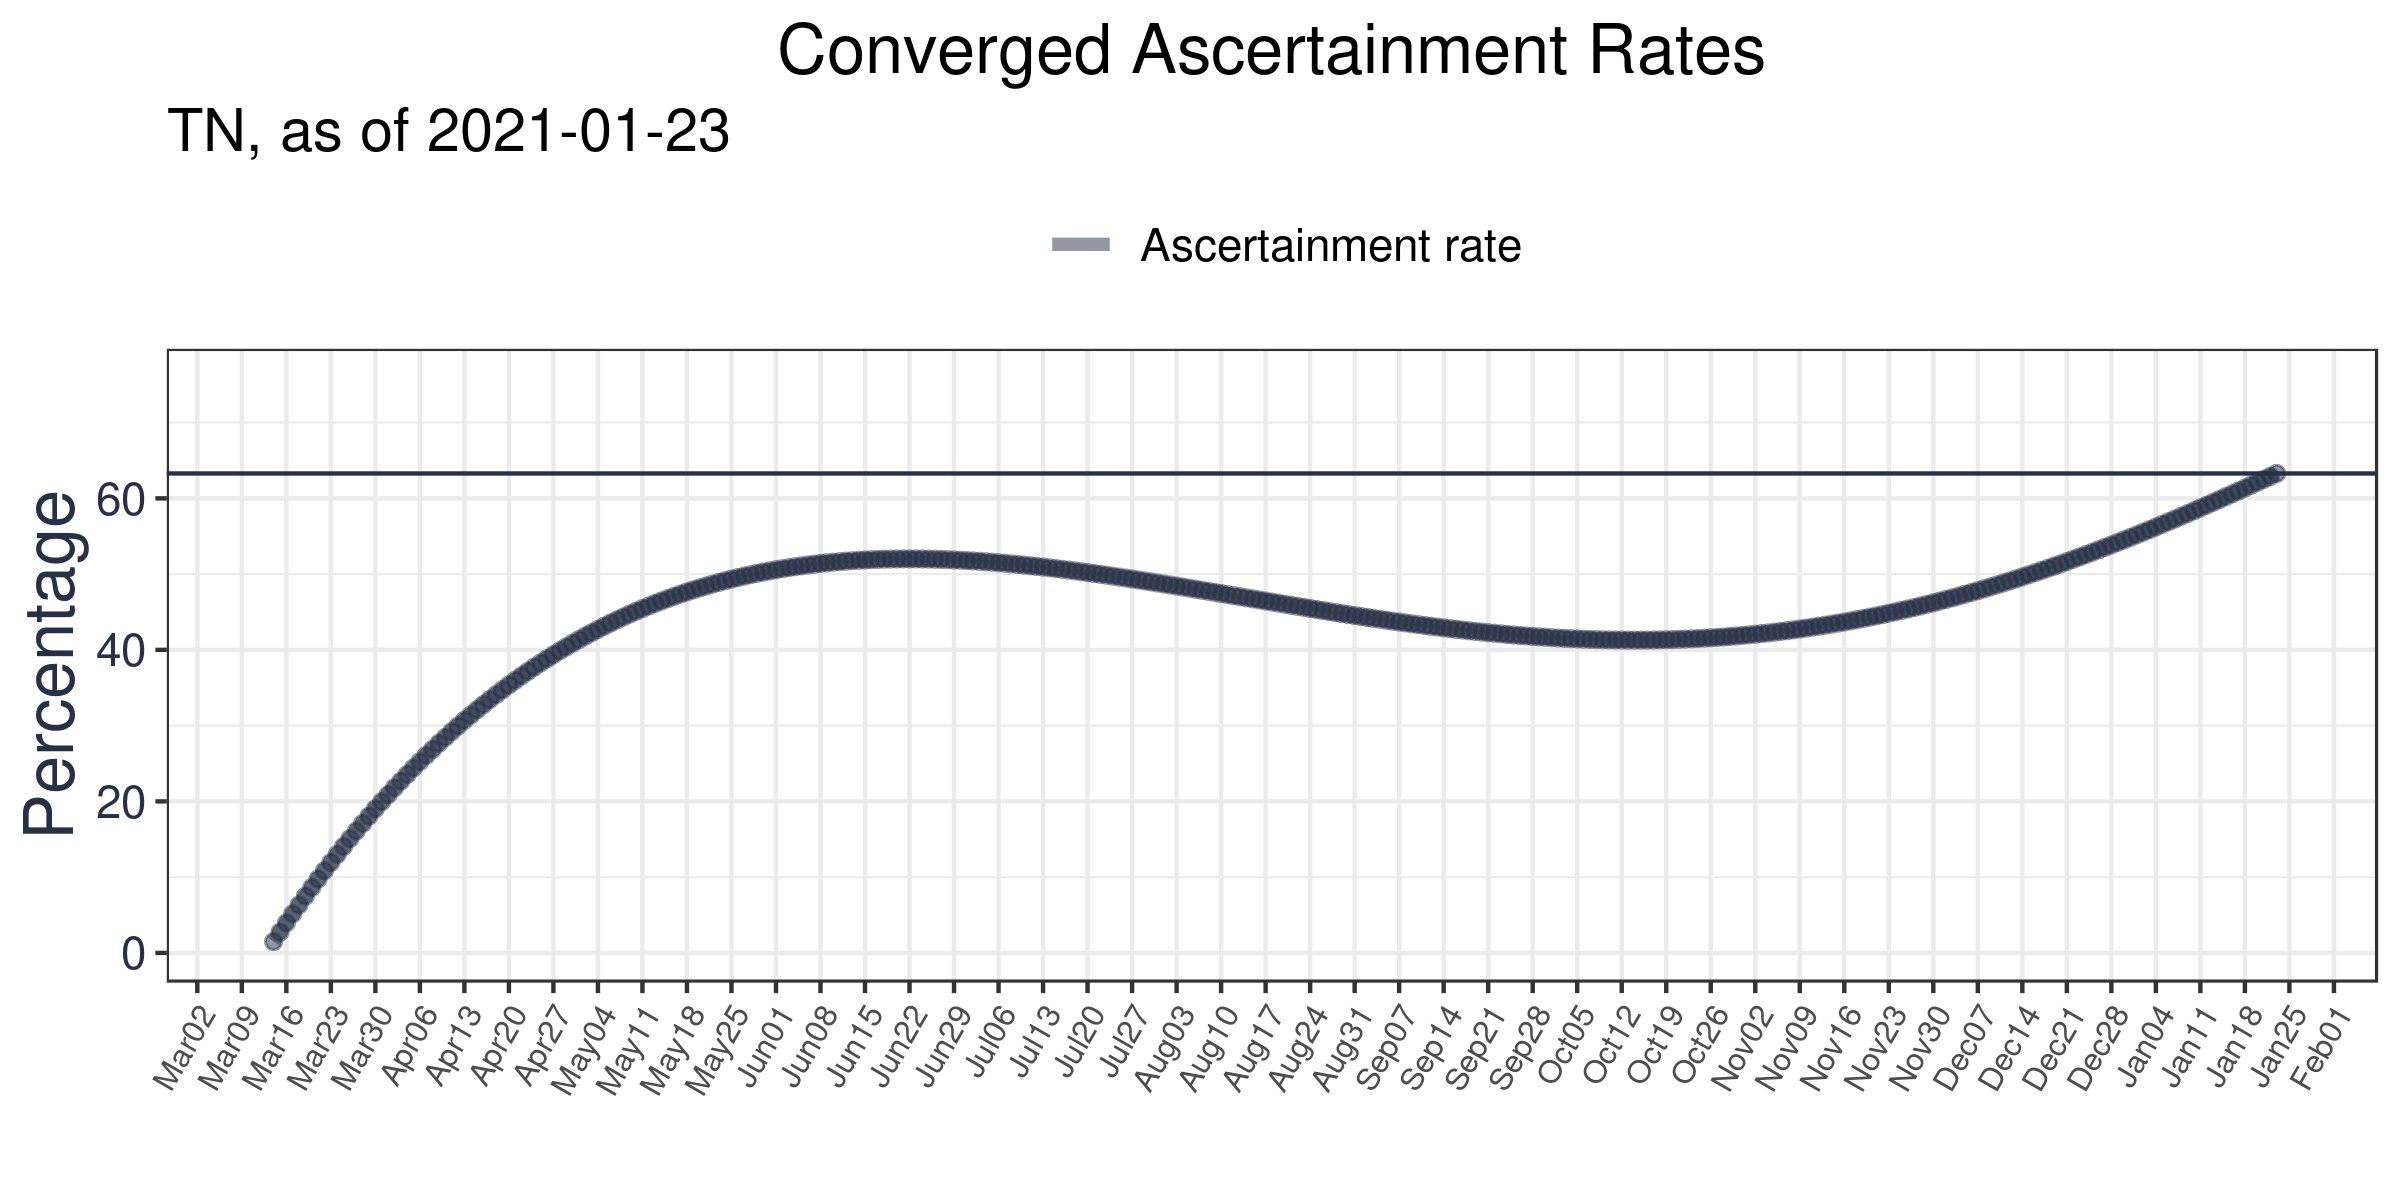 Converged Ascertainment Rates
TN, as of 2021-01-23
Ascertainment rate
Percentage
60
40
20
0
Mar02
Mar09
Mar16
Mar23
Mar30
Apr06
Apr13
Apr20
Apr27
May04
May11
May18
May25
Jun01
Jun08
Jun15
Jun22
Jun29
Jul06
Jul13
Jul20
Jul27
Aug03
Aug10
Aug17
Aug24
Aug31
Sep07
Sep14
Sep21
Sep28
Oct05
Oct12
Oct19
Oct26
Nov02
Nov09
Nov16
Nov23
Nov30
Dec07
Dec14
Dec21
Dec28
Jan04
Jan11
Jan18
Jan25
Feb01